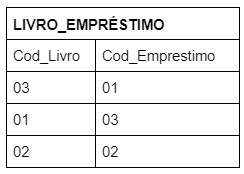 LIVRO_EMPRÉSTIMO
Cod_Livro Cod_Emprestimo
03 01
01 03
02 02